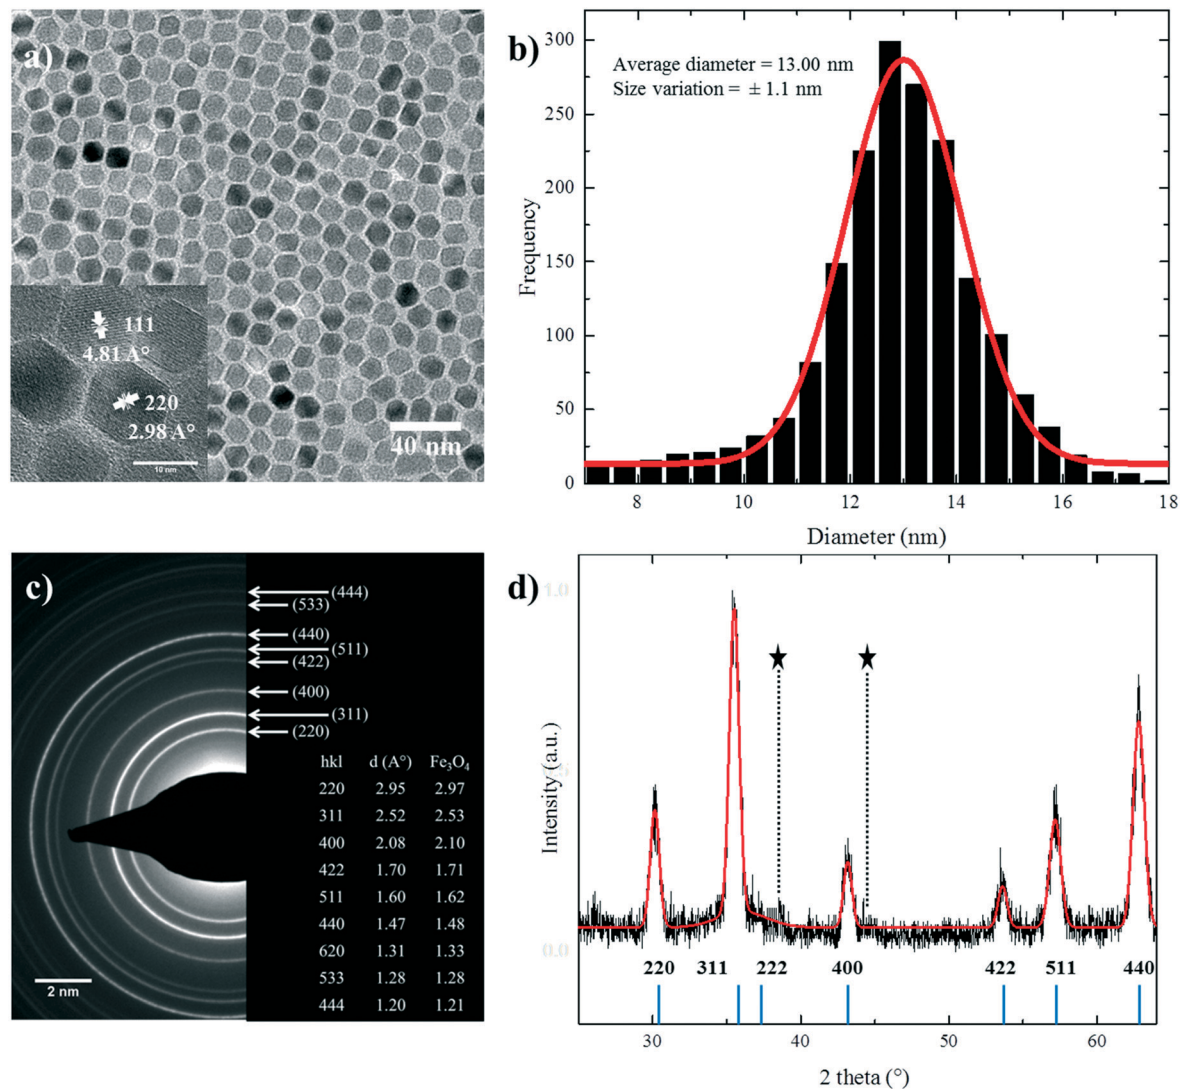 a)
111
4.81 A°
220
2.98 A°
10 nm
40 nm
b)
Average diameter = 13.00 nm
Size variation = ± 1.1 nm
Frequency
300
250
200
150
100
50
0
8 10 12 14 16 18
Diameter (nm)
c)
(444)
(533)
(440)
(511)
(422)
(400)
(311)
(220)
hkl d (A°) Fe₃O₄
220 2.95 2.97
311 2.52 2.53
400 2.08 2.10
422 1.70 1.71
511 1.60 1.62
440 1.47 1.48
620 1.31 1.33
533 1.28 1.28
444 1.20 1.21
2 nm
d)
1.0
0.5
0.0
Intensity (a.u.)
220 311 222 400 422 511 440
30 40 50 60
2 theta (°)